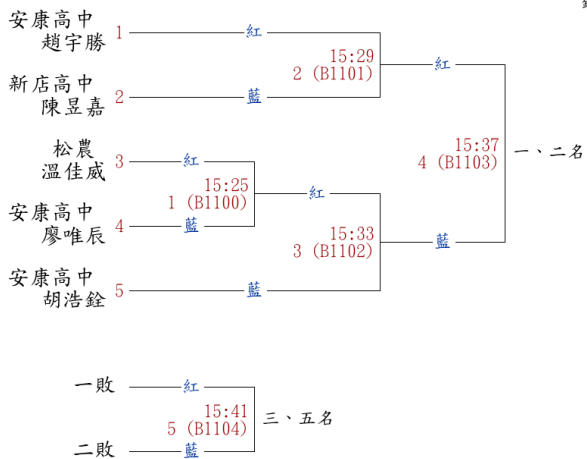 安康高中
趙宇勝 1
紅
15:29
2 (B1101)
紅
新店高中
陳昱嘉 2
藍
15:37
4 (B1103)
一、二名
松農
溫佳威 3
紅
15:25
1 (B1100)
紅
安康高中
廖唯辰 4
藍
15:33
3 (B1102)
藍
安康高中
胡浩銓 5
藍
一敗
紅
15:41
5 (B1104)
三、五名
二敗
藍